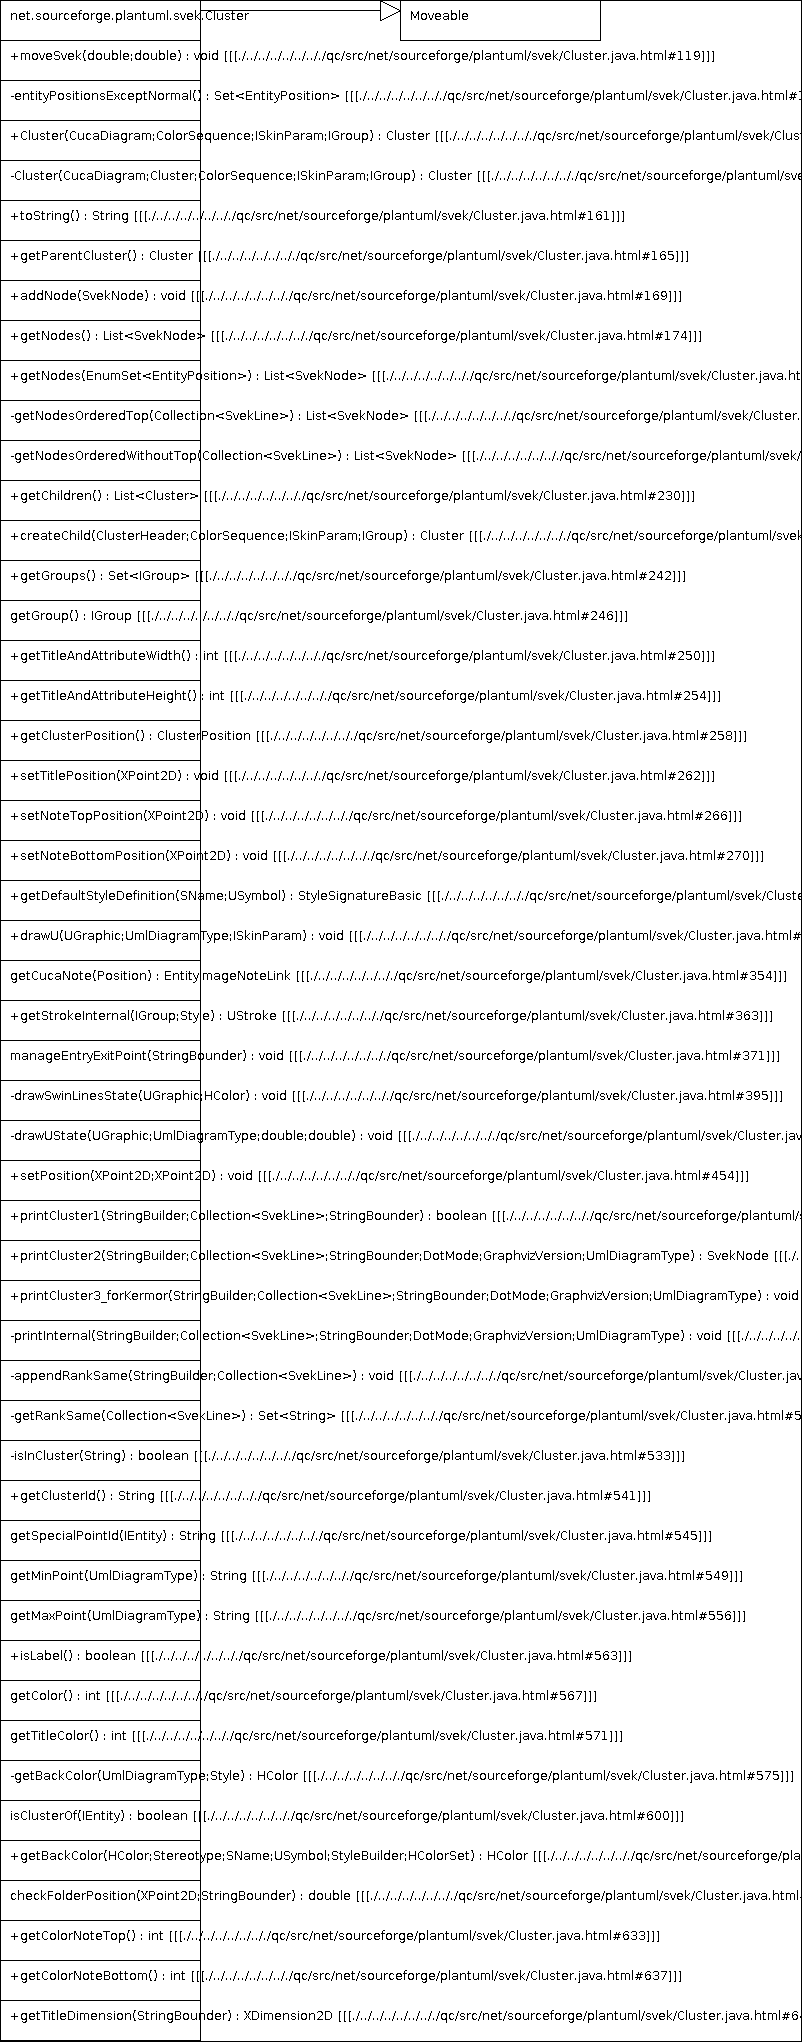 net.sourceforge.plantuml.svek.Cluster
Moveable
+moveSvek(double;double) : void [[[./../../../../../../../qc/src/net/sourceforge/plantuml/svek/Cluster.java.html#119]]]
-entityPositionsExceptNormal() : Set<EntityPosition> [[[./../../../../../../../qc/src/net/sourceforge/plantuml/svek/Cluster.java.html#
+Cluster(CucaDiagram;ColorSequence;ISkinParam;IGroup) : Cluster [[[./../../../../../../../qc/src/net/sourceforge/plantuml/svek/Clus
-Cluster(CucaDiagram;Cluster;ColorSequence;ISkinParam;IGroup) : Cluster [[[./../../../../../../../qc/src/net/sourceforge/plantuml/sve
+toString() : String [[[./../../../../../../../qc/src/net/sourceforge/plantuml/svek/Cluster.java.html#161]]]
+getParentCluster() : Cluster [[[./../../../../../../../qc/src/net/sourceforge/plantuml/svek/Cluster.java.html#165]]]
+addNode(SvekNode) : void [[[./../../../../../../../qc/src/net/sourceforge/plantuml/svek/Cluster.java.html#169]]]
+getNodes() : List<SvekNode> [[[./../../../../../../../qc/src/net/sourceforge/plantuml/svek/Cluster.java.html#174]]]
+getNodes(EnumSet<EntityPosition>) : List<SvekNode> [[[./../../../../../../../qc/src/net/sourceforge/plantuml/svek/Cluster.java.ht
-getNodesOrderedTop(Collection<SvekLine>) : List<SvekNode> [[[./../../../../../../../qc/src/net/sourceforge/plantuml/svek/Cluster.
-getNodesOrderedWithoutTop(Collection<SvekLine>) : List<SvekNode> [[[./../../../../../../../qc/src/net/sourceforge/plantuml/svek/
+getChildren() : List<Cluster> [[[./../../../../../../../qc/src/net/sourceforge/plantuml/svek/Cluster.java.html#230]]]
+createChild(ClusterHeader;ColorSequence;ISkinParam;IGroup) : Cluster [[[./../../../../../../../qc/src/net/sourceforge/plantuml/svek
+getGroups() : Set<IGroup> [[[./../../../../../../../qc/src/net/sourceforge/plantuml/svek/Cluster.java.html#242]]]
getGroup() : IGroup [[[./../../../../../../../qc/src/net/sourceforge/plantuml/svek/Cluster.java.html#246]]]
+getTitleAndAttributeWidth() : int [[[./../../../../../../../qc/src/net/sourceforge/plantuml/svek/Cluster.java.html#250]]]
+getTitleAndAttributeHeight() : int [[[./../../../../../../../qc/src/net/sourceforge/plantuml/svek/Cluster.java.html#254]]]
+getClusterPosition() : ClusterPosition [[[./../../../../../../../qc/src/net/sourceforge/plantuml/svek/Cluster.java.html#258]]]
+setTitlePosition(XPoint2D) : void [[[./../../../../../../../qc/src/net/sourceforge/plantuml/svek/Cluster.java.html#262]]]
+setNoteTopPosition(XPoint2D) : void [[[./../../../../../../../qc/src/net/sourceforge/plantuml/svek/Cluster.java.html#266]]]
+setNoteBottomPosition(XPoint2D) : void [[[./../../../../../../../qc/src/net/sourceforge/plantuml/svek/Cluster.java.html#270]]]
+getDefaultStyleDefinition(SName;USymbol) : StyleSignatureBasic [[[./../../../../../../../qc/src/net/sourceforge/plantuml/svek/Cluste
+drawU(UGraphic;UmlDiagramType;ISkinParam) : void [[[./../../../../../../../qc/src/net/sourceforge/plantuml/svek/Cluster.java.html#
getCucaNote(Position) : EntityImageNoteLink [[[./../../../../../../../qc/src/net/sourceforge/plantuml/svek/Cluster.java.html#354]]]
+getStrokeInternal(IGroup;Style) : UStroke [[[./../../../../../../../qc/src/net/sourceforge/plantuml/svek/Cluster.java.html#363]]]
manageEntryExitPoint(StringBounder) : void [[[./../../../../../../../qc/src/net/sourceforge/plantuml/svek/Cluster.java.html#371]]]
-drawSwinLinesState(UGraphic;HColor) : void [[[./../../../../../../../qc/src/net/sourceforge/plantuml/svek/Cluster.java.html#395]]]
-drawUState(UGraphic;UmlDiagramType;double;double) : void [[[./../../../../../../../qc/src/net/sourceforge/plantuml/svek/Cluster.jav
+setPosition(XPoint2D;XPoint2D) : void [[[./../../../../../../../qc/src/net/sourceforge/plantuml/svek/Cluster.java.html#454]]]
+printCluster1(StringBuilder;Collection<SvekLine>;StringBounder) : boolean [[[./../../../../../../../qc/src/net/sourceforge/plantuml/s
+printCluster2(StringBuilder;Collection<SvekLine>;StringBounder;DotMode;GraphvizVersion;UmlDiagramType) : SvekNode [[[./.
+printCluster3_forKermor(StringBuilder;Collection<SvekLine>;StringBounder;DotMode;GraphvizVersion;UmlDiagramType) : void
-printInternal(StringBuilder;Collection<SvekLine>;StringBounder;DotMode;GraphvizVersion;UmlDiagramType) : void [[[./../../../../.
-appendRankSame(StringBuilder;Collection<SvekLine>) : void [[[./../../../../../../../qc/src/net/sourceforge/plantuml/svek/Cluster.jav
-getRankSame(Collection<SvekLine>) : Set<String> [[[./../../../../../../../qc/src/net/sourceforge/plantuml/svek/Cluster.java.html#5
-isInCluster(String) : boolean [[[./../../../../../../../qc/src/net/sourceforge/plantuml/svek/Cluster.java.html#533]]]
+getClusterId() : String [[[./../../../../../../../qc/src/net/sourceforge/plantuml/svek/Cluster.java.html#541]]]
getSpecialPointId(IEntity) : String [[[./../../../../../../../qc/src/net/sourceforge/plantuml/svek/Cluster.java.html#545]]]
getMinPoint(UmlDiagramType) : String [[[./../../../../../../../qc/src/net/sourceforge/plantuml/svek/Cluster.java.html#549]]]
getMaxPoint(UmlDiagramType) : String [[[./../../../../../../../qc/src/net/sourceforge/plantuml/svek/Cluster.java.html#556]]]
+isLabel() : boolean [[[./../../../../../../../qc/src/net/sourceforge/plantuml/svek/Cluster.java.html#563]]]
getColor() : int [[[./../../../../../../../qc/src/net/sourceforge/plantuml/svek/Cluster.java.html#567]]]
getTitleColor() : int [[[./../../../../../../../qc/src/net/sourceforge/plantuml/svek/Cluster.java.html#571]]]
-getBackColor(UmlDiagramType;Style) : HColor [[[./../../../../../../../qc/src/net/sourceforge/plantuml/svek/Cluster.java.html#575]]]
isClusterOf(IEntity) : boolean [[[./../../../../../../../qc/src/net/sourceforge/plantuml/svek/Cluster.java.html#600]]]
+getBackColor(HColor;Stereotype;SName;USymbol;StyleBuilder;HColorSet) : HColor [[[./../../../../../../../qc/src/net/sourceforge/pla
checkFolderPosition(XPoint2D;StringBounder) : double [[[./../../../../../../../qc/src/net/sourceforge/plantuml/svek/Cluster.java.html
+getColorNoteTop() : int [[[./../../../../../../../qc/src/net/sourceforge/plantuml/svek/Cluster.java.html#633]]]
+getColorNoteBottom() : int [[[./../../../../../../../qc/src/net/sourceforge/plantuml/svek/Cluster.java.html#637]]]
+getTitleDimension(StringBounder) : XDimension2D [[[./../../../../../../../qc/src/net/sourceforge/plantuml/svek/Cluster.java.html#6